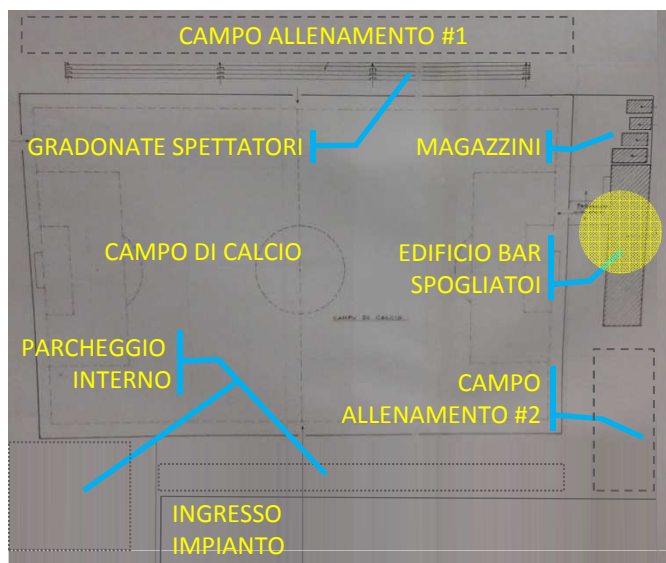 CAMPO ALLENAMENTO #1
GRADONATE SPETTATORI
MAGAZZINI
CAMPO DI CALCIO
EDIFICIO BAR
SPOGLIATOI
CAMPO DI CALCIO
PARCHEGGIO
INTERNO
CAMPO
ALLENAMENTO #2
INGRESSO
IMPIANTO